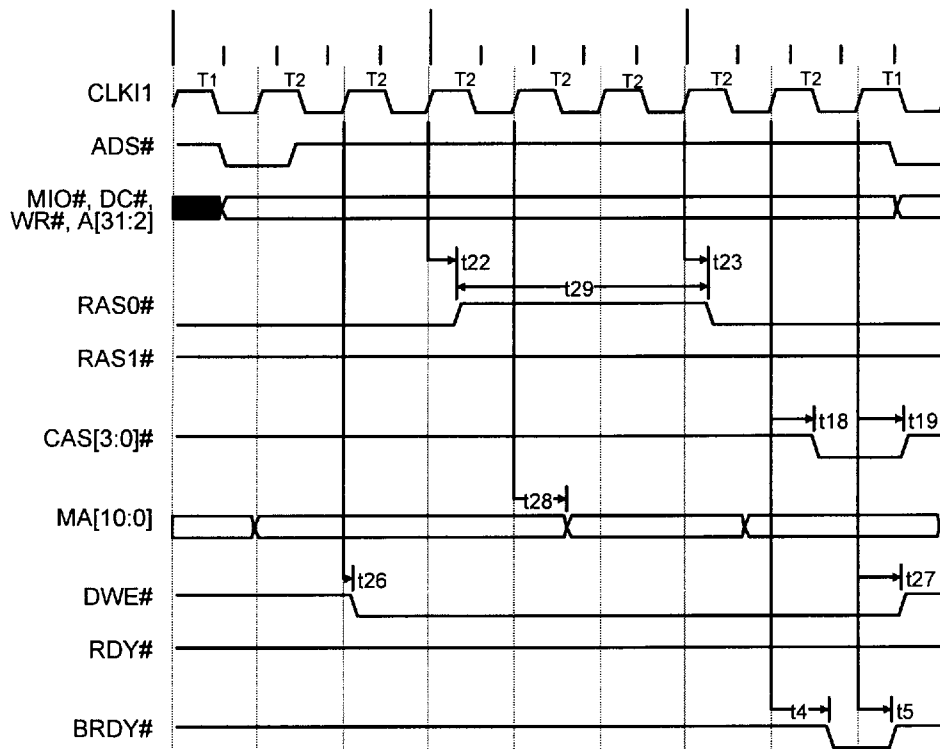 T1 T2 T2 T2 T2 T2 T2 T2 T1
CLKI1
ADS#
MIO#, DC#,
WR#, A[31:2]
t22 t23
t29
RAS0#
RAS1#
t18 t19
CAS[3:0]#
t28
MA[10:0]
t26 t27
DWE#
RDY#
t4 t5
BRDY#